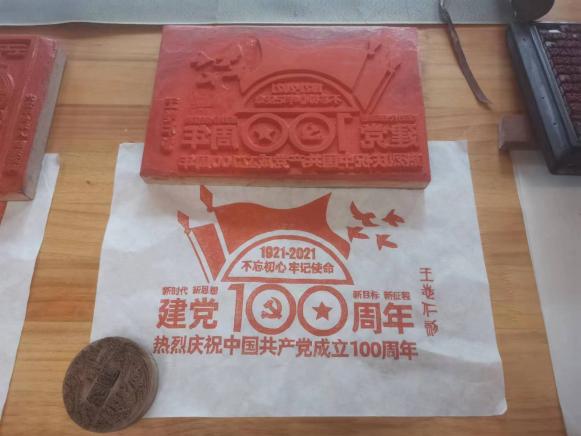 1921-2021
不忘初心 牢记使命
新时代 新思想
新目标 新征程
建党100周年
热烈庆祝中国共产党成立100周年